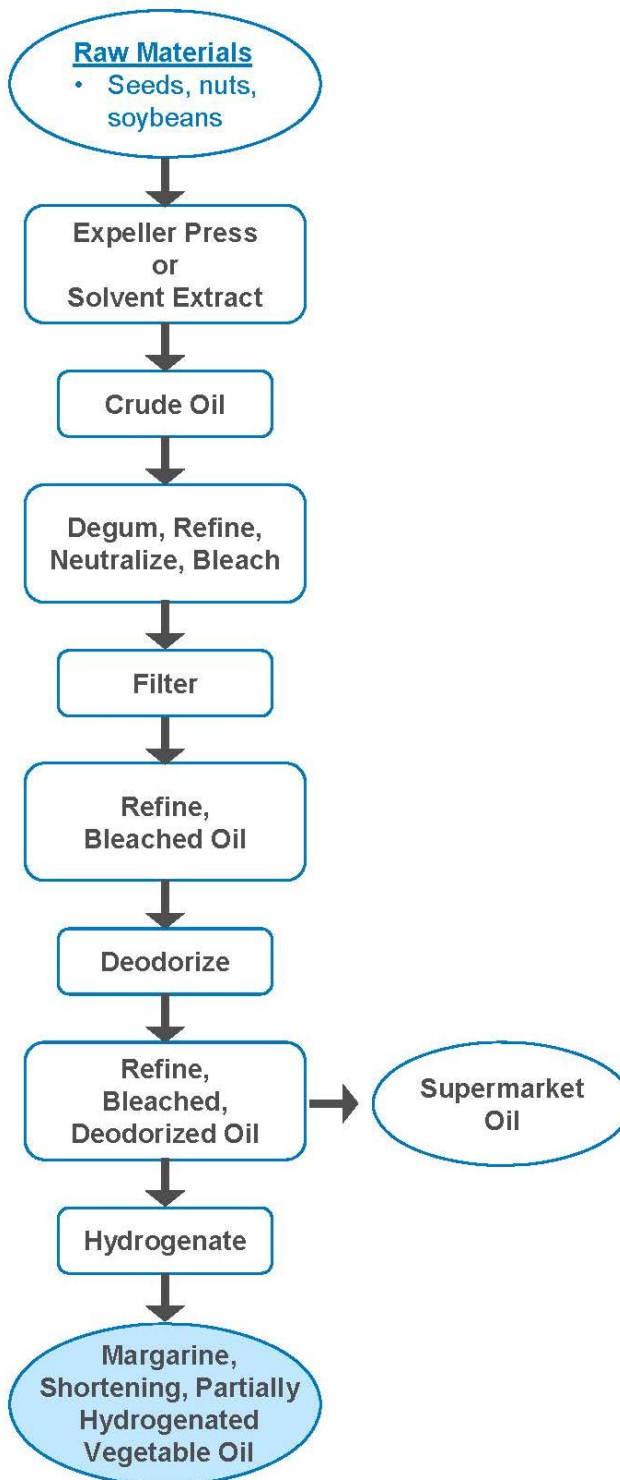 Raw Materials
• Seeds, nuts,
soybeans
Expeller Press
or
Solvent Extract
Crude Oil
Degum, Refine,
Neutralize, Bleach
Filter
Refine,
Bleached Oil
Deodorize
Refine,
Bleached,
Deodorized Oil
Supermarket
Oil
Hydrogenate
Margarine,
Shortening, Partially
Hydrogenated
Vegetable Oil